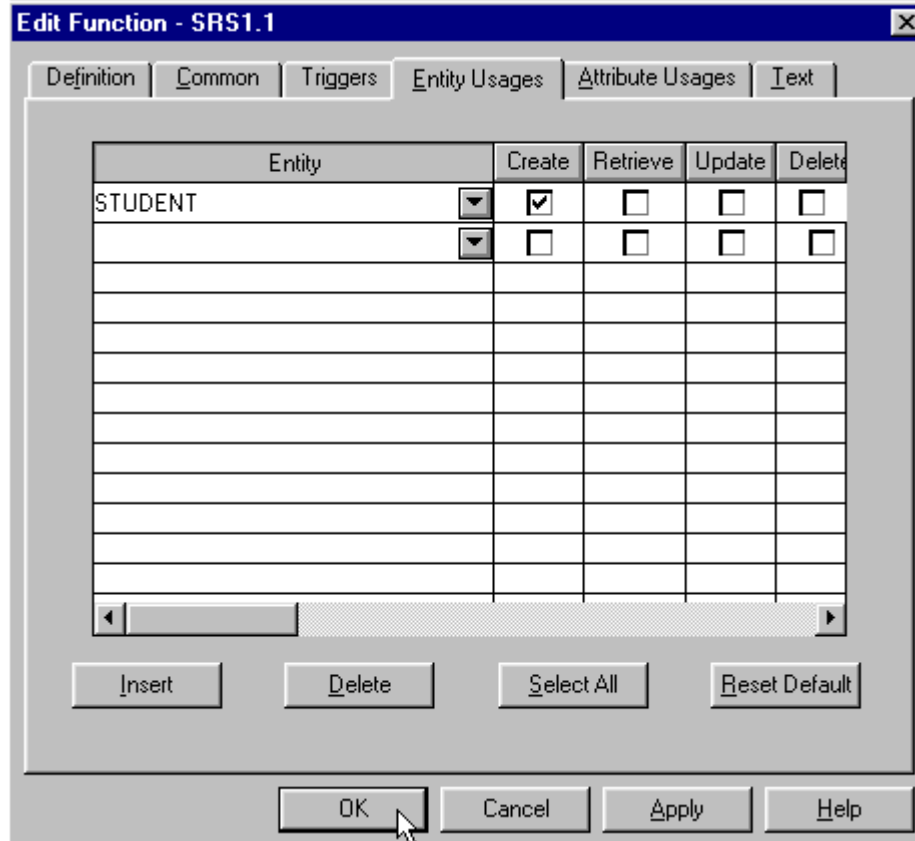 Edit Function - SRS1.1
Definition Common Triggers Entity Usages Attribute Usages Text
Entity Create Retrieve Update Delete
STUDENT
Insert Delete Select All Reset Default
OK Cancel Apply Help